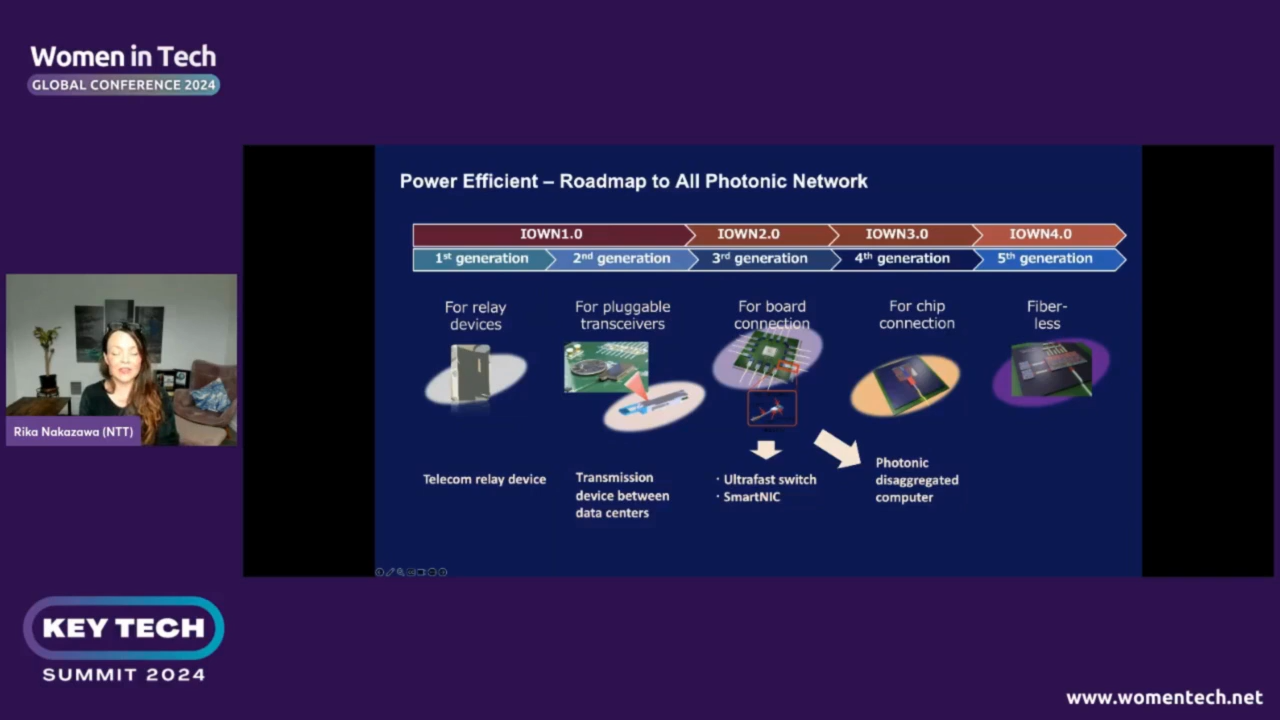 Women in Tech
GLOBAL CONFERENCE 2024
Power Efficient – Roadmap to All Photonic Network
IOWN1.0 IOWN2.0 IOWN3.0 IOWN4.0
1st generation 2nd generation 3rd generation 4th generation 5th generation
For relay
devices
For pluggable
transceivers
For board
connection
For chip
connection
Fiber-
less
Telecom relay device
Transmission
device between
data centers
・Ultrafast switch
・SmartNIC
Photonic
disaggregated
computer
Rika Nakazawa (NTT)
KEY TECH
SUMMIT 2024
www.womentech.net